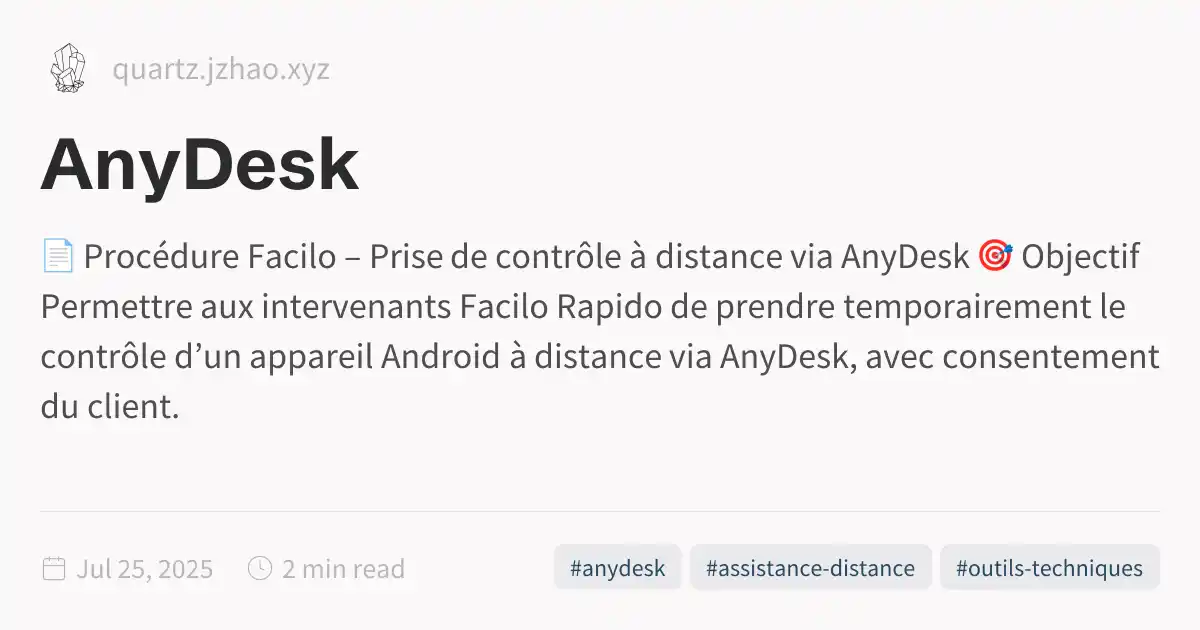 quartz.jzhao.xyz
AnyDesk
📄 Procédure Facilo – Prise de contrôle à distance via AnyDesk 🎯 Objectif
Permettre aux intervenants Facilo Rapido de prendre temporairement le
contrôle d’un appareil Android à distance via AnyDesk, avec consentement
du client.
Jul 25, 2025 2 min read #anydesk #assistance-distance #outils-techniques